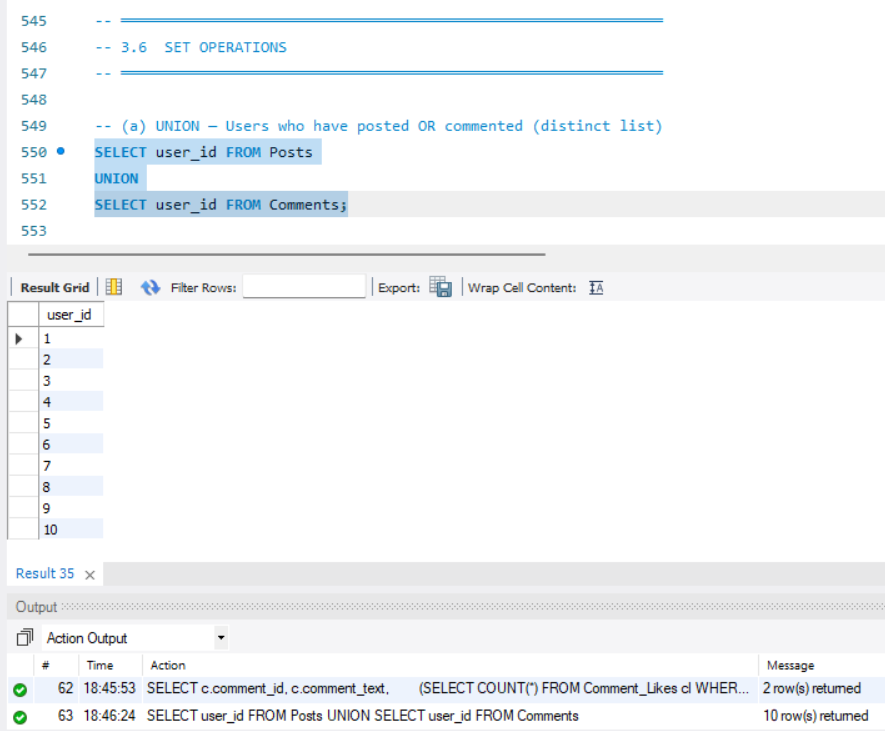 545 -- ══════════════════════════════════════════════════════════════
546 -- 3.6  SET OPERATIONS
547 -- ══════════════════════════════════════════════════════════════
548
549 -- (a) UNION — Users who have posted OR commented (distinct list)
550 SELECT user_id FROM Posts
551 UNION
552 SELECT user_id FROM Comments;
553
Result Grid Filter Rows: Export: Wrap Cell Content:
user_id
1
2
3
4
5
6
7
8
9
10
Result 35
Output
Action Output
# Time Action Message
62 18:45:53 SELECT c.comment_id, c.comment_text, (SELECT COUNT(*) FROM Comment_Likes cl WHER... 2 row(s) returned
63 18:46:24 SELECT user_id FROM Posts UNION SELECT user_id FROM Comments 10 row(s) returned